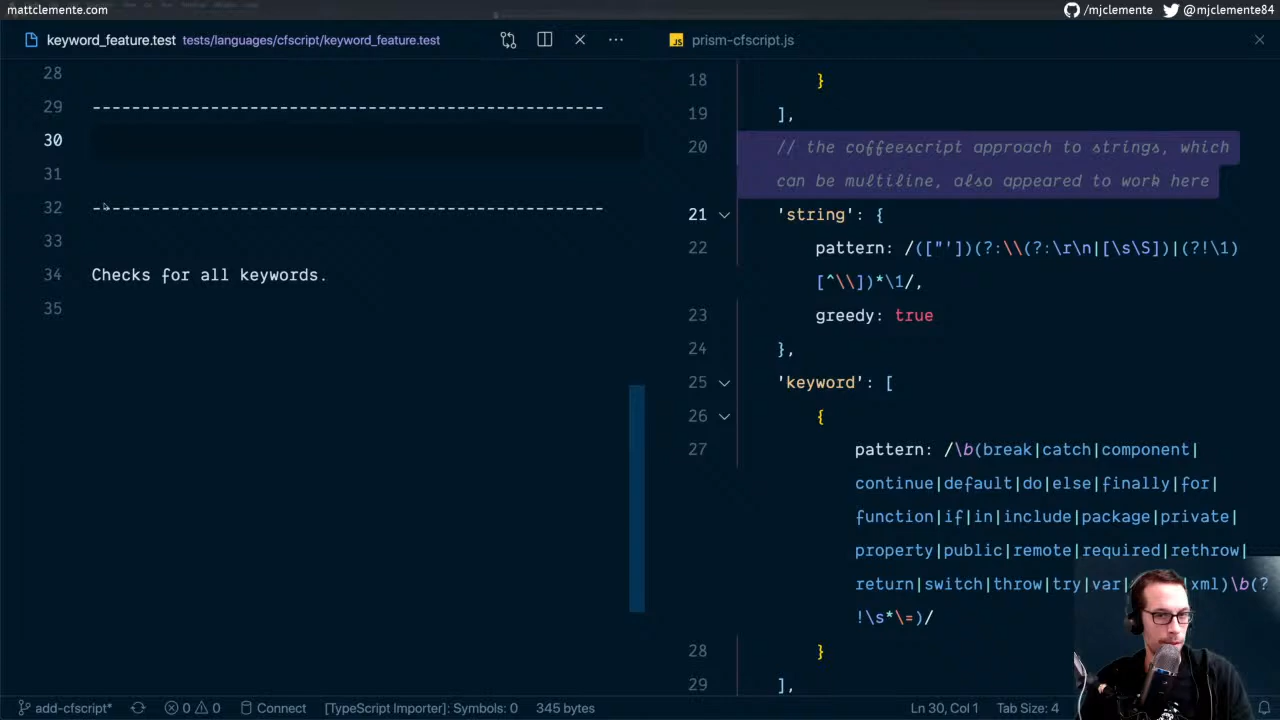 mattclemente.com
/mjclemente @mjclemente84
keyword_feature.test tests/languages/cfscript/keyword_feature.test
prism-cfscript.js
28
29 ----------------------------------------------------
30
31
32 ----------------------------------------------------
33
34 Checks for all keywords.
35
18 }
19 ],
20 // the coffeescript approach to strings, which
can be multiline, also appeared to work here
21 'string': {
22 pattern: /(["'])(?:\\(?:\r\n|[\s\S])|(?!\1)
[^\\])*\1/,
23 greedy: true
24 },
25 'keyword': [
26 {
27 pattern: /\b(break|catch|component|
continue|default|do|else|finally|for|
function|if|in|include|package|private|
property|public|remote|required|rethrow|
return|switch|throw|try|var| |xml)\b(?
!\s*\=)/
28 }
29 ],
add-cfscript* 0 0 Connect [TypeScript Importer]: Symbols: 0 345 bytes Ln 30, Col 1 Tab Size: 4